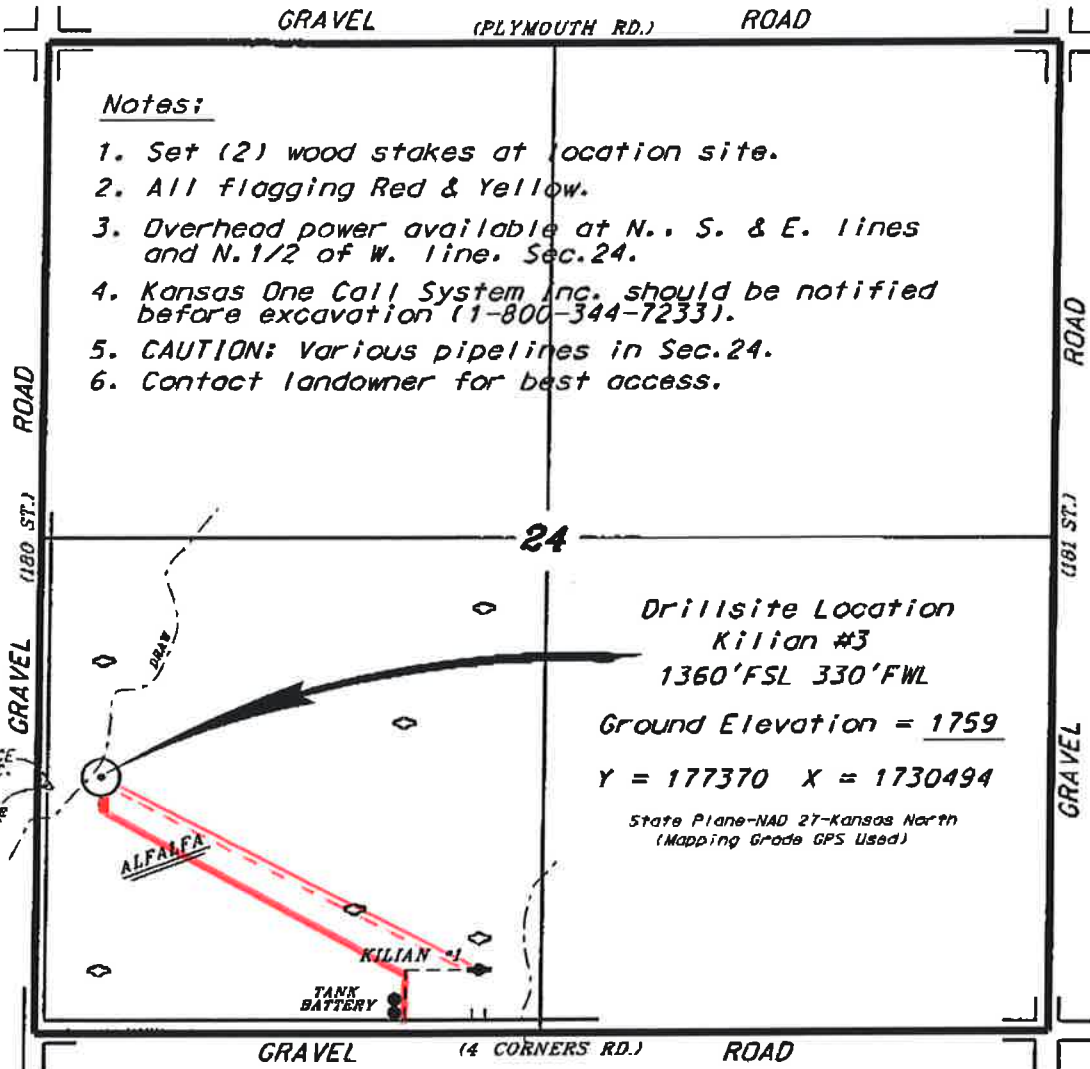 GRAVEL (PLYMOUTH RD.) ROAD
Notes:
1. Set (2) wood stakes at location site.
2. All flagging Red & Yellow.
3. Overhead power available at N., S. & E. lines
and N.1/2 of W. line. Sec.24.
4. Kansas One Call System Inc. should be notified
before excavation (1-800-344-7233).
5. CAUTION: Various pipelines in Sec.24.
6. Contact landowner for best access.
GRAVEL (180 ST.) ROAD
GRAVEL (181 ST.) ROAD
24
DRAW
Drillsite Location
Kilian #3
1360'FSL 330'FWL
Ground Elevation = 1759
Y = 177370 X = 1730494
State Plane-NAD 27-Kansas North
(Mapping Grade GPS Used)
ALFALFA
KILIAN #1
TANK
BATTERY
GRAVEL (4 CORNERS RD.) ROAD